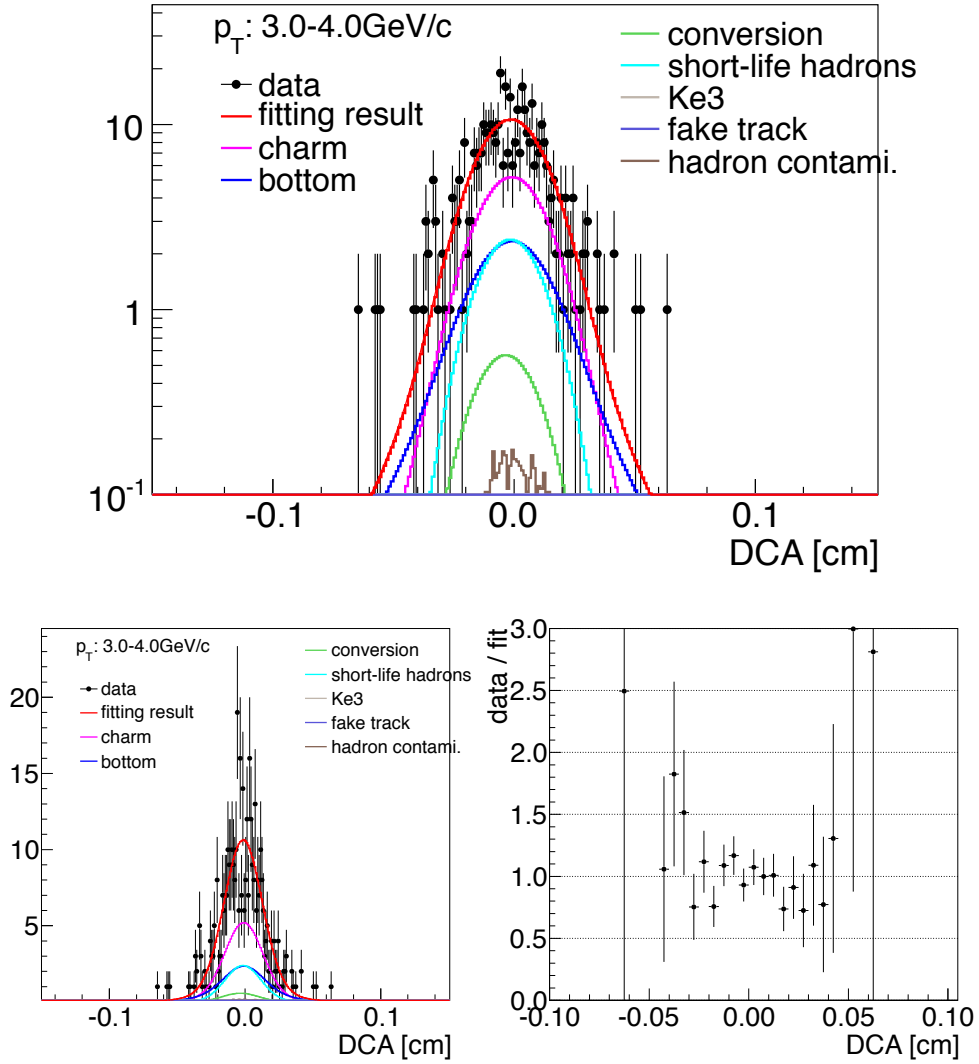 p_T: 3.0-4.0GeV/c
data
fitting result
charm
bottom
conversion
short-life hadrons
Ke3
fake track
hadron contami.
10
1
10^-1
-0.1 0.0 0.1
DCA [cm]
p_T: 3.0-4.0GeV/c
data
fitting result
charm
bottom
conversion
short-life hadrons
Ke3
fake track
hadron contami.
20
15
10
5
-0.1 0.0 0.1
DCA [cm]
data / fit
3.0
2.5
2.0
1.5
1.0
0.5
0.0
-0.10 -0.05 0.00 0.05 0.10
DCA [cm]